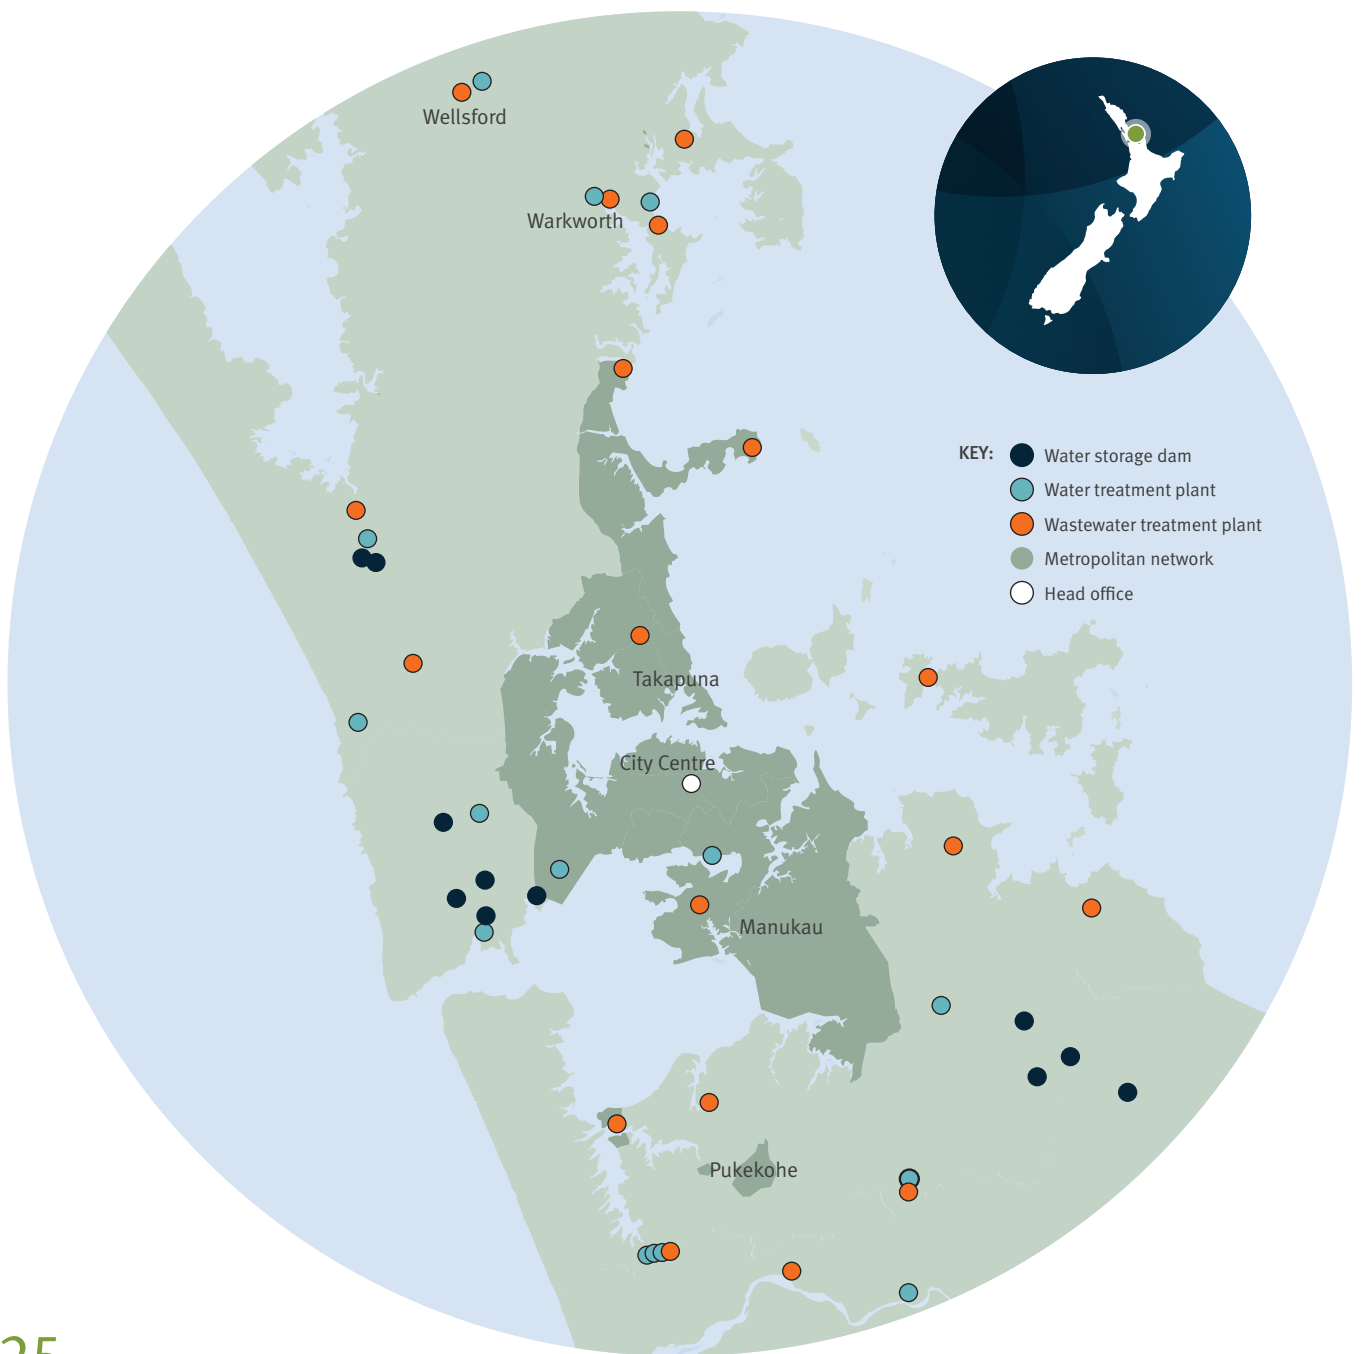 Wellsford
Warkworth
KEY:
Water storage dam
Water treatment plant
Wastewater treatment plant
Metropolitan network
Head office
Takapuna
City Centre
Manukau
Pukekohe
25